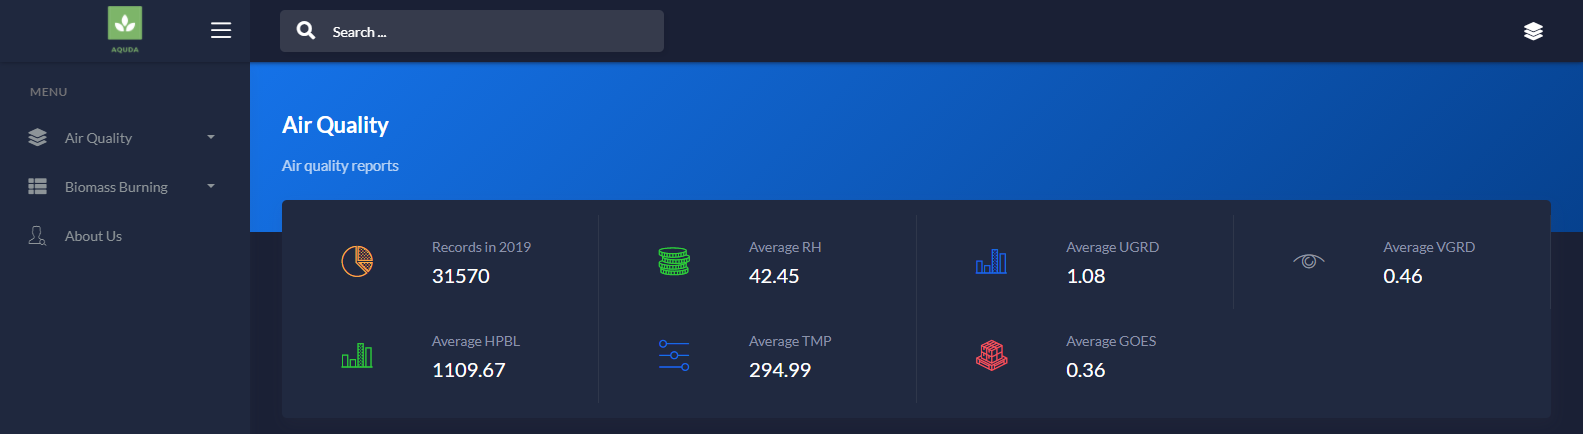 AQUDA
Search ...
MENU
Air Quality
Biomass Burning
About Us
Air Quality
Air quality reports
Records in 2019
31570
Average RH
42.45
Average UGRD
1.08
Average VGRD
0.46
Average HPBL
1109.67
Average TMP
294.99
Average GOES
0.36